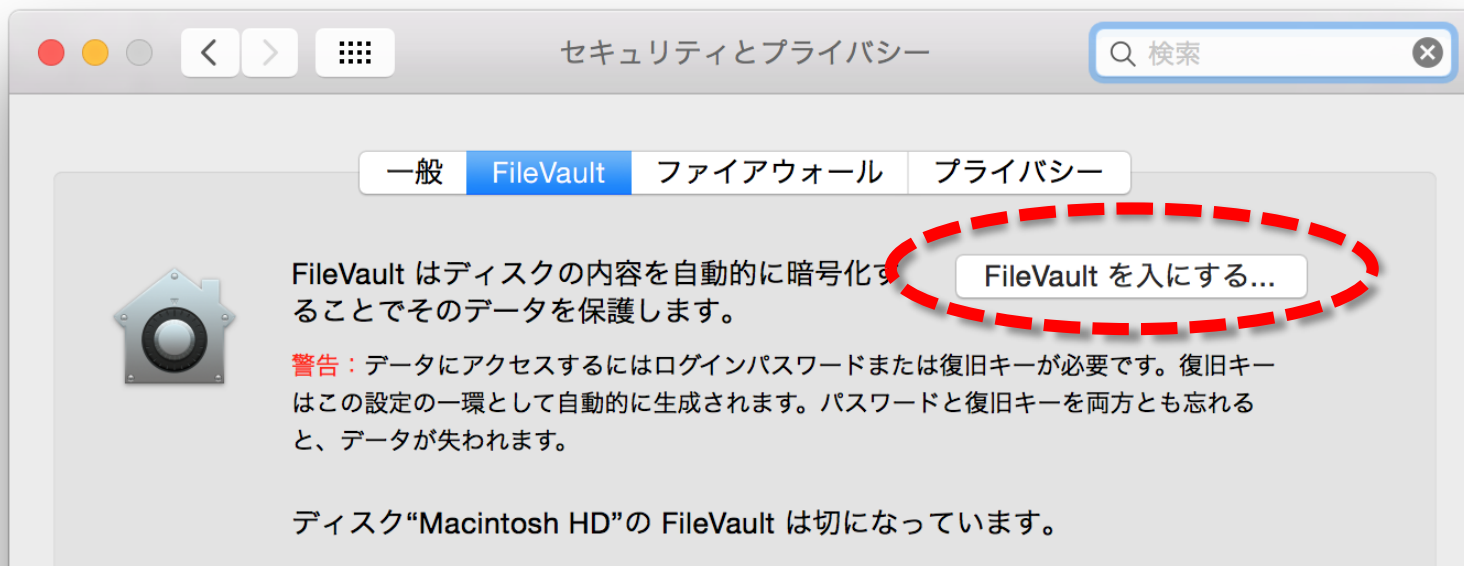 セキュリティとプライバシー
検索
一般 FileVault ファイアウォール プライバシー
FileVault はディスクの内容を自動的に暗号化す
ることでそのデータを保護します。
FileVault を入にする...
警告：データにアクセスするにはログインパスワードまたは復旧キーが必要です。復旧キー
はこの設定の一環として自動的に生成されます。パスワードと復旧キーを両方とも忘れる
と、データが失われます。
ディスク“Macintosh HD”の FileVault は切になっています。